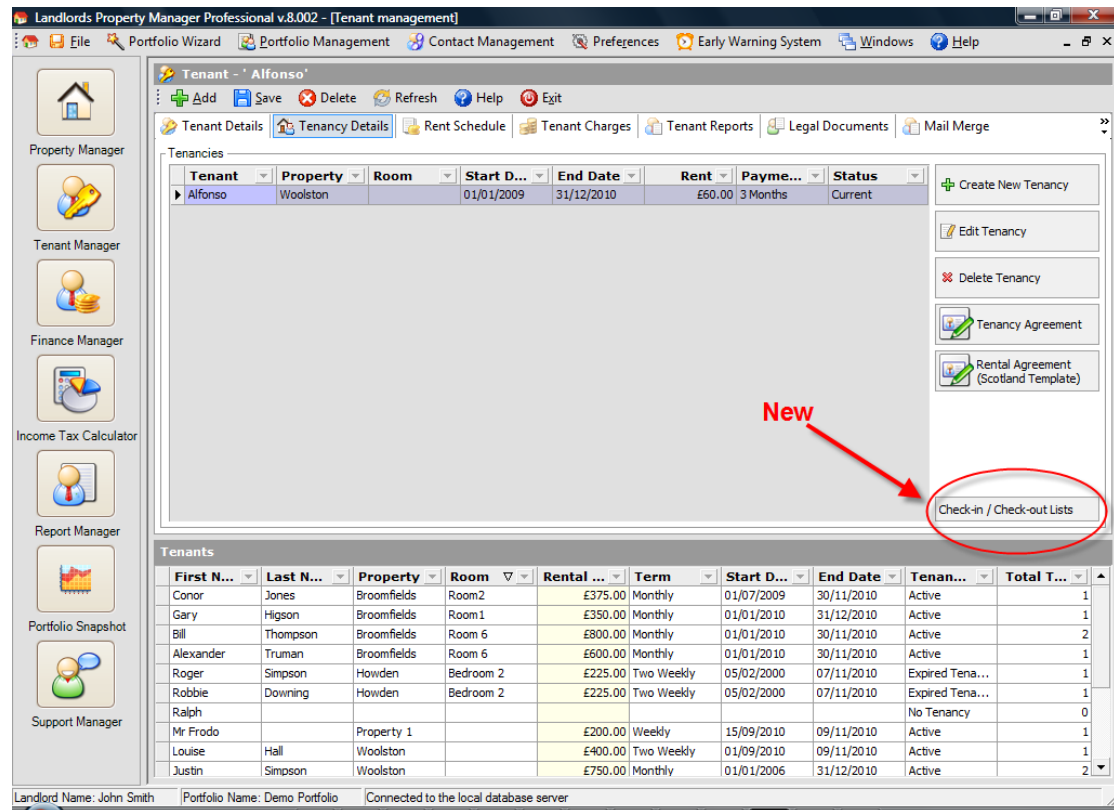 Landlords Property Manager Professional v.8.002 - [Tenant management]
File Portfolio Wizard Portfolio Management Contact Management Preferences Early Warning System Windows Help
Property Manager
Tenant Manager
Finance Manager
Income Tax Calculator
Report Manager
Portfolio Snapshot
Support Manager
Tenant - ' Alfonso'
Add Save Delete Refresh Help Exit
Tenant Details Tenancy Details Rent Schedule Tenant Charges Tenant Reports Legal Documents Mail Merge
Tenancies
Tenant Property Room Start D... End Date Rent Payme... Status
Alfonso Woolston 01/01/2009 31/12/2010 £60.00 3 Months Current
Create New Tenancy
Edit Tenancy
Delete Tenancy
Tenancy Agreement
Rental Agreement
(Scotland Template)
New
Check-in / Check-out Lists
Tenants
First N... Last N... Property Room Rental ... Term Start D... End Date Tenan... Total T...
Conor Jones Broomfields Room2 £375.00 Monthly 01/07/2009 30/11/2010 Active 1
Gary Higson Broomfields Room1 £350.00 Monthly 01/01/2010 31/12/2010 Active 1
Bill Thompson Broomfields Room 6 £800.00 Monthly 01/01/2010 30/11/2010 Active 2
Alexander Truman Broomfields Room 6 £600.00 Monthly 01/01/2010 30/11/2010 Active 1
Roger Simpson Howden Bedroom 2 £225.00 Two Weekly 05/02/2000 07/11/2010 Expired Tena... 1
Robbie Downing Howden Bedroom 2 £225.00 Two Weekly 05/02/2000 07/11/2010 Expired Tena... 1
Ralph No Tenancy 0
Mr Frodo Property 1 £200.00 Weekly 15/09/2010 09/11/2010 Active 1
Louise Hall Woolston £400.00 Two Weekly 01/09/2010 09/11/2010 Active 1
Justin Simpson Woolston £750.00 Monthly 01/01/2006 31/12/2010 Active 2
Landlord Name: John Smith Portfolio Name: Demo Portfolio Connected to the local database server